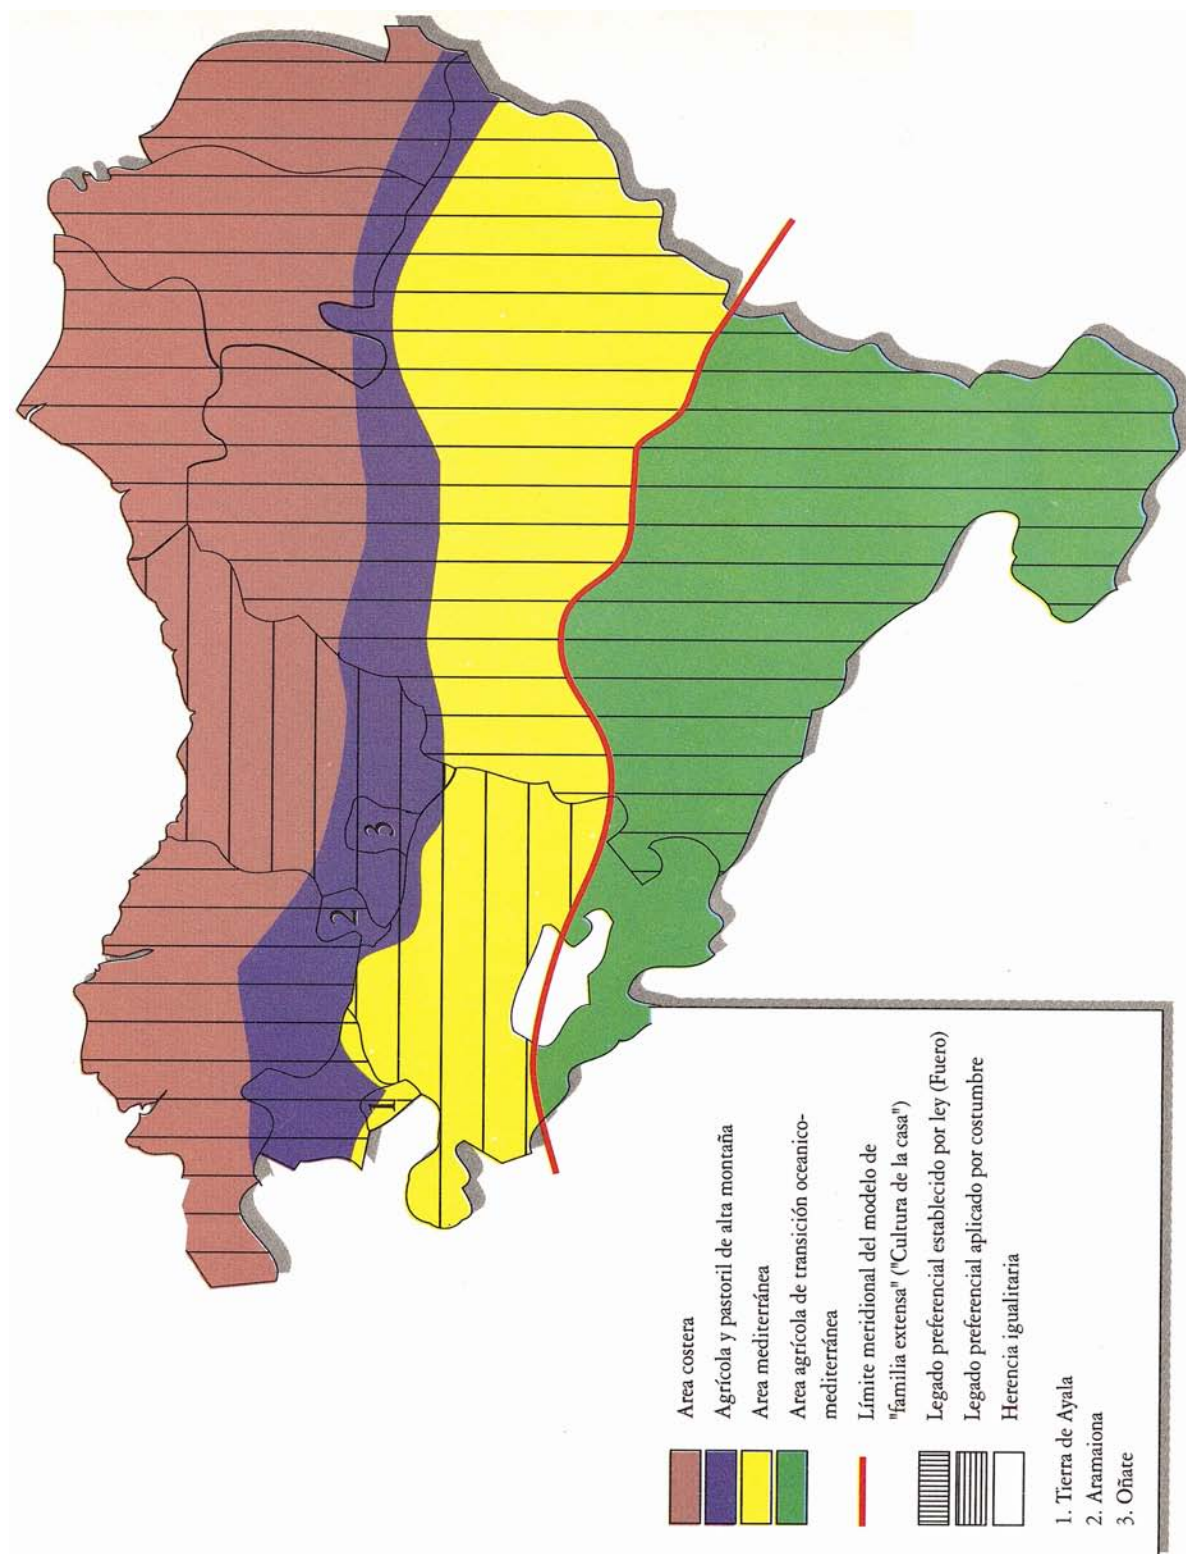 1
2
3
Area costera
Agrícola y pastoril de alta montaña
Area mediterránea
Area agrícola de transición oceanico-
mediterránea
Límite meridional del modelo de
"familia extensa" ("Cultura de la casa")
Legado preferencial establecido por ley (Fuero)
Legado preferencial aplicado por costumbre
Herencia igualitaria
1. Tierra de Ayala
2. Aramaiona
3. Oñate